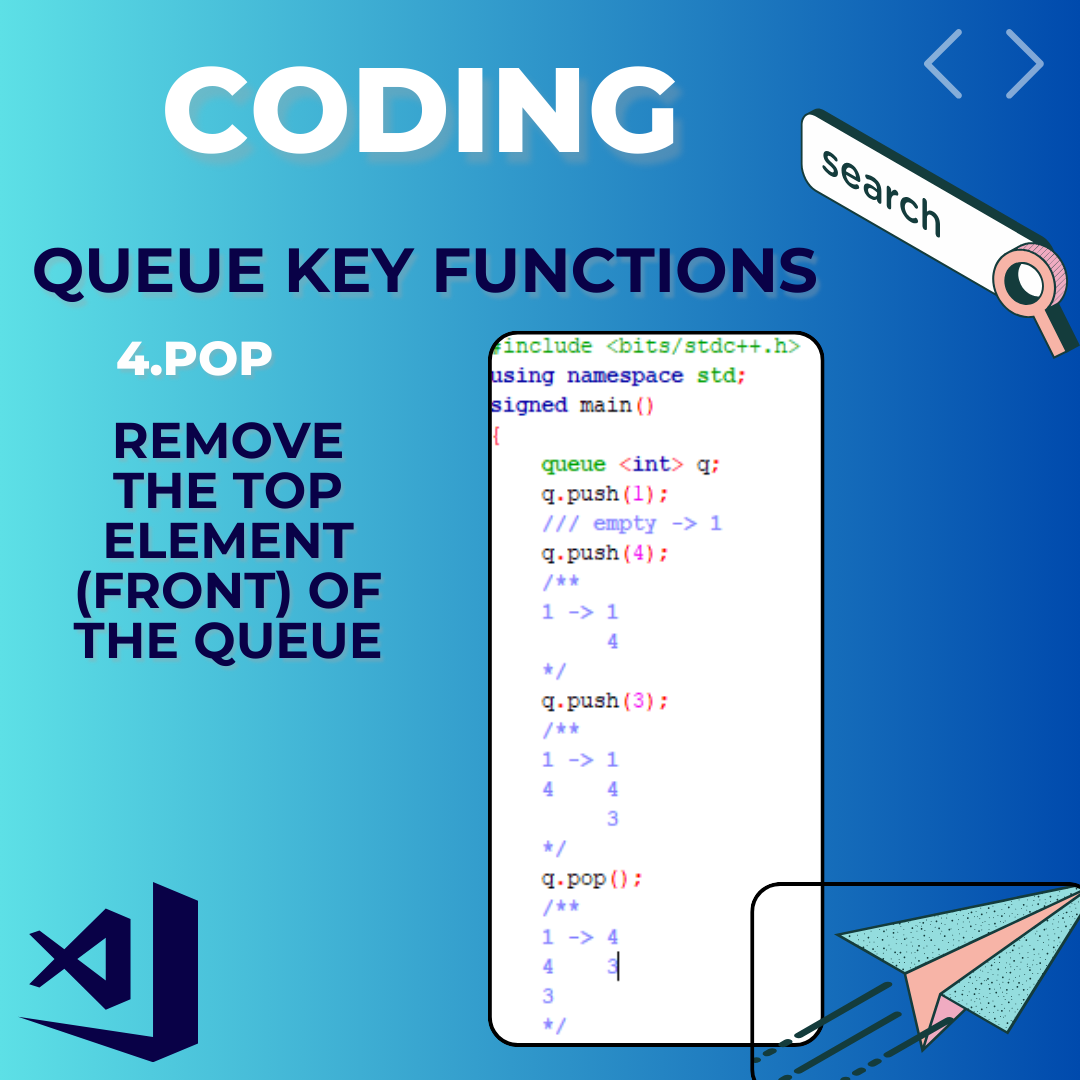 CODING
search
QUEUE KEY FUNCTIONS
4.POP
REMOVE
THE TOP
ELEMENT
(FRONT) OF
THE QUEUE
#include <bits/stdc++.h>
using namespace std;
signed main()
{
queue <int> q;
q.push(1);
/// empty -> 1
q.push(4);
/**
1 -> 1
4
*/
q.push(3);
/**
1 -> 1
4 4
3
*/
q.pop();
/**
1 -> 4
4 3
3
*/